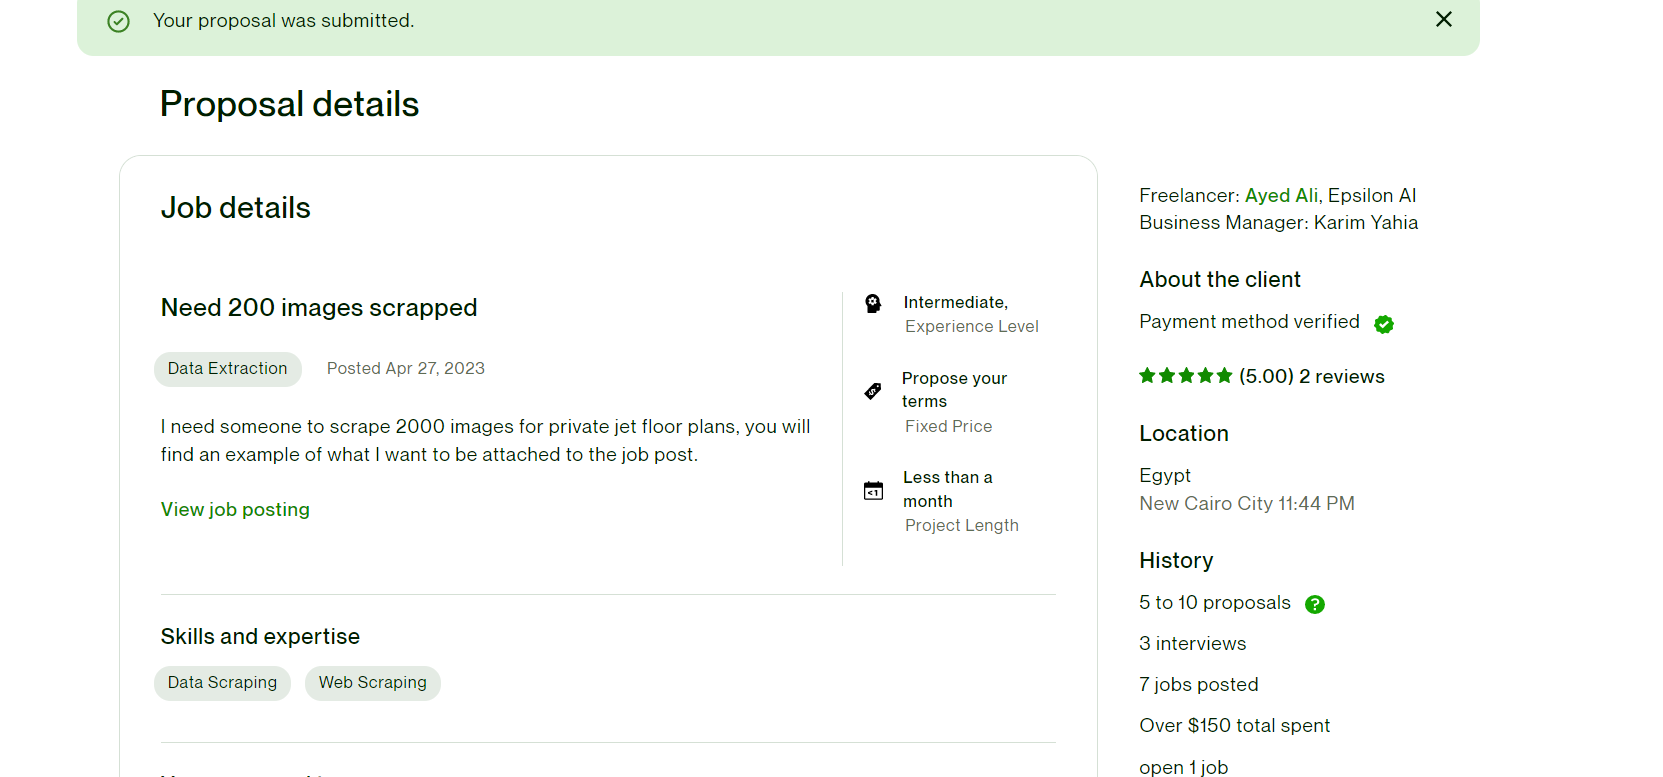 Your proposal was submitted.
Proposal details
Job details
Need 200 images scrapped
Data Extraction
Posted Apr 27, 2023
I need someone to scrape 2000 images for private jet floor plans, you will
find an example of what I want to be attached to the job post.
View job posting
Intermediate,
Experience Level
Propose your
terms
Fixed Price
<1
Less than a
month
Project Length
Skills and expertise
Data Scraping
Web Scraping
Freelancer: Ayed Ali, Epsilon AI
Business Manager: Karim Yahia
About the client
Payment method verified
(5.00) 2 reviews
Location
Egypt
New Cairo City 11:44 PM
History
5 to 10 proposals ?
3 interviews
7 jobs posted
Over $150 total spent
open 1 job